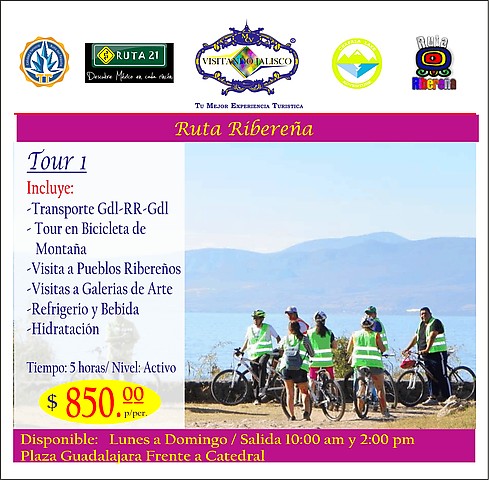 RUTA 21
Descubre México en cada rincón
VISITANDO JALISCO
TU MEJOR EXPERIENCIA TURISTICA
Ruta
Ribereña
Ruta Ribereña
Tour 1
Incluye:
-Transporte Gdl-RR-Gdl
- Tour en Bicicleta de
Montaña
-Visita a Pueblos Ribereños
-Visitas a Galerias de Arte
-Refrigerio y Bebida
-Hidratación
Tiempo: 5 horas/ Nivel: Activo
$ 850.00
p/per.
Disponible: Lunes a Domingo / Salida 10:00 am y 2:00 pm
Plaza Guadalajara Frente a Catedral